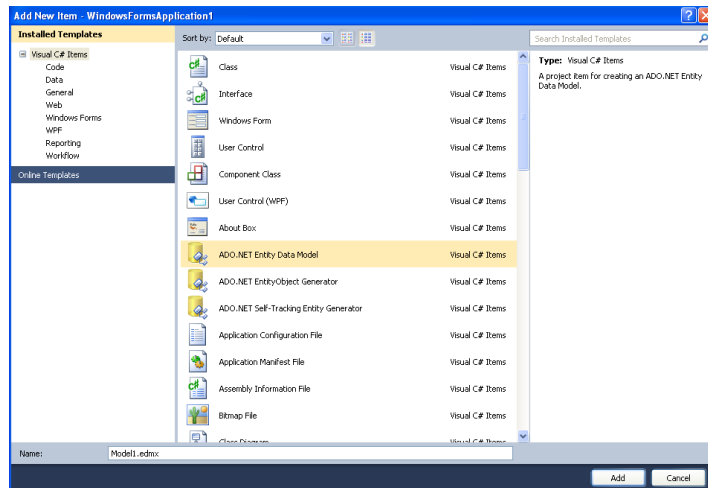 Add New Item - WindowsFormsApplication1
Installed Templates
Sort by: Default
Search Installed Templates
Visual C# Items
Code
Data
General
Web
Windows Forms
WPF
Reporting
Workflow
Online Templates
Class Visual C# Items
Interface Visual C# Items
Windows Form Visual C# Items
User Control Visual C# Items
Component Class Visual C# Items
User Control (WPF) Visual C# Items
About Box Visual C# Items
ADO.NET Entity Data Model Visual C# Items
ADO.NET EntityObject Generator Visual C# Items
ADO.NET Self-Tracking Entity Generator Visual C# Items
Application Configuration File Visual C# Items
Application Manifest File Visual C# Items
Assembly Information File Visual C# Items
Bitmap File Visual C# Items
Class Diagram Visual C# Items
Type: Visual C# Items
A project item for creating an ADO.NET Entity
Data Model.
Name: Model1.edmx
Add Cancel